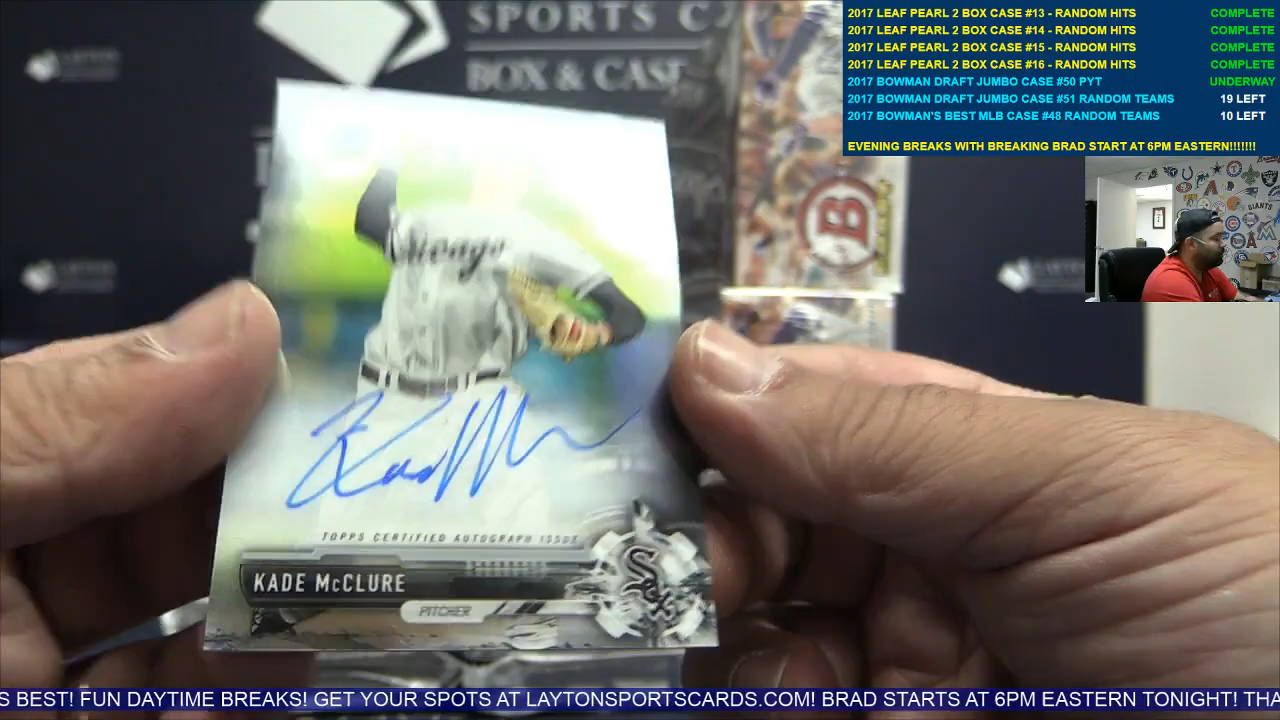 SPORTS C
BOX & CASE
2017 LEAF PEARL 2 BOX CASE #13 - RANDOM HITS COMPLETE
2017 LEAF PEARL 2 BOX CASE #14 - RANDOM HITS COMPLETE
2017 LEAF PEARL 2 BOX CASE #15 - RANDOM HITS COMPLETE
2017 LEAF PEARL 2 BOX CASE #16 - RANDOM HITS COMPLETE
2017 BOWMAN DRAFT JUMBO CASE #50 PYT UNDERWAY
2017 BOWMAN DRAFT JUMBO CASE #51 RANDOM TEAMS 19 LEFT
2017 BOWMAN'S BEST MLB CASE #48 RANDOM TEAMS 10 LEFT
EVENING BREAKS WITH BREAKING BRAD START AT 6PM EASTERN!!!!!!!
GIANTS
B
Chicago
TOPPS CERTIFIED AUTOGRAPH ISSUE
KADE McCLURE
Sox
PITCHER
S BEST! FUN DAYTIME BREAKS! GET YOUR SPOTS AT LAYTONSPORTSCARDS.COM! BRAD STARTS AT 6PM EASTERN TONIGHT! THA